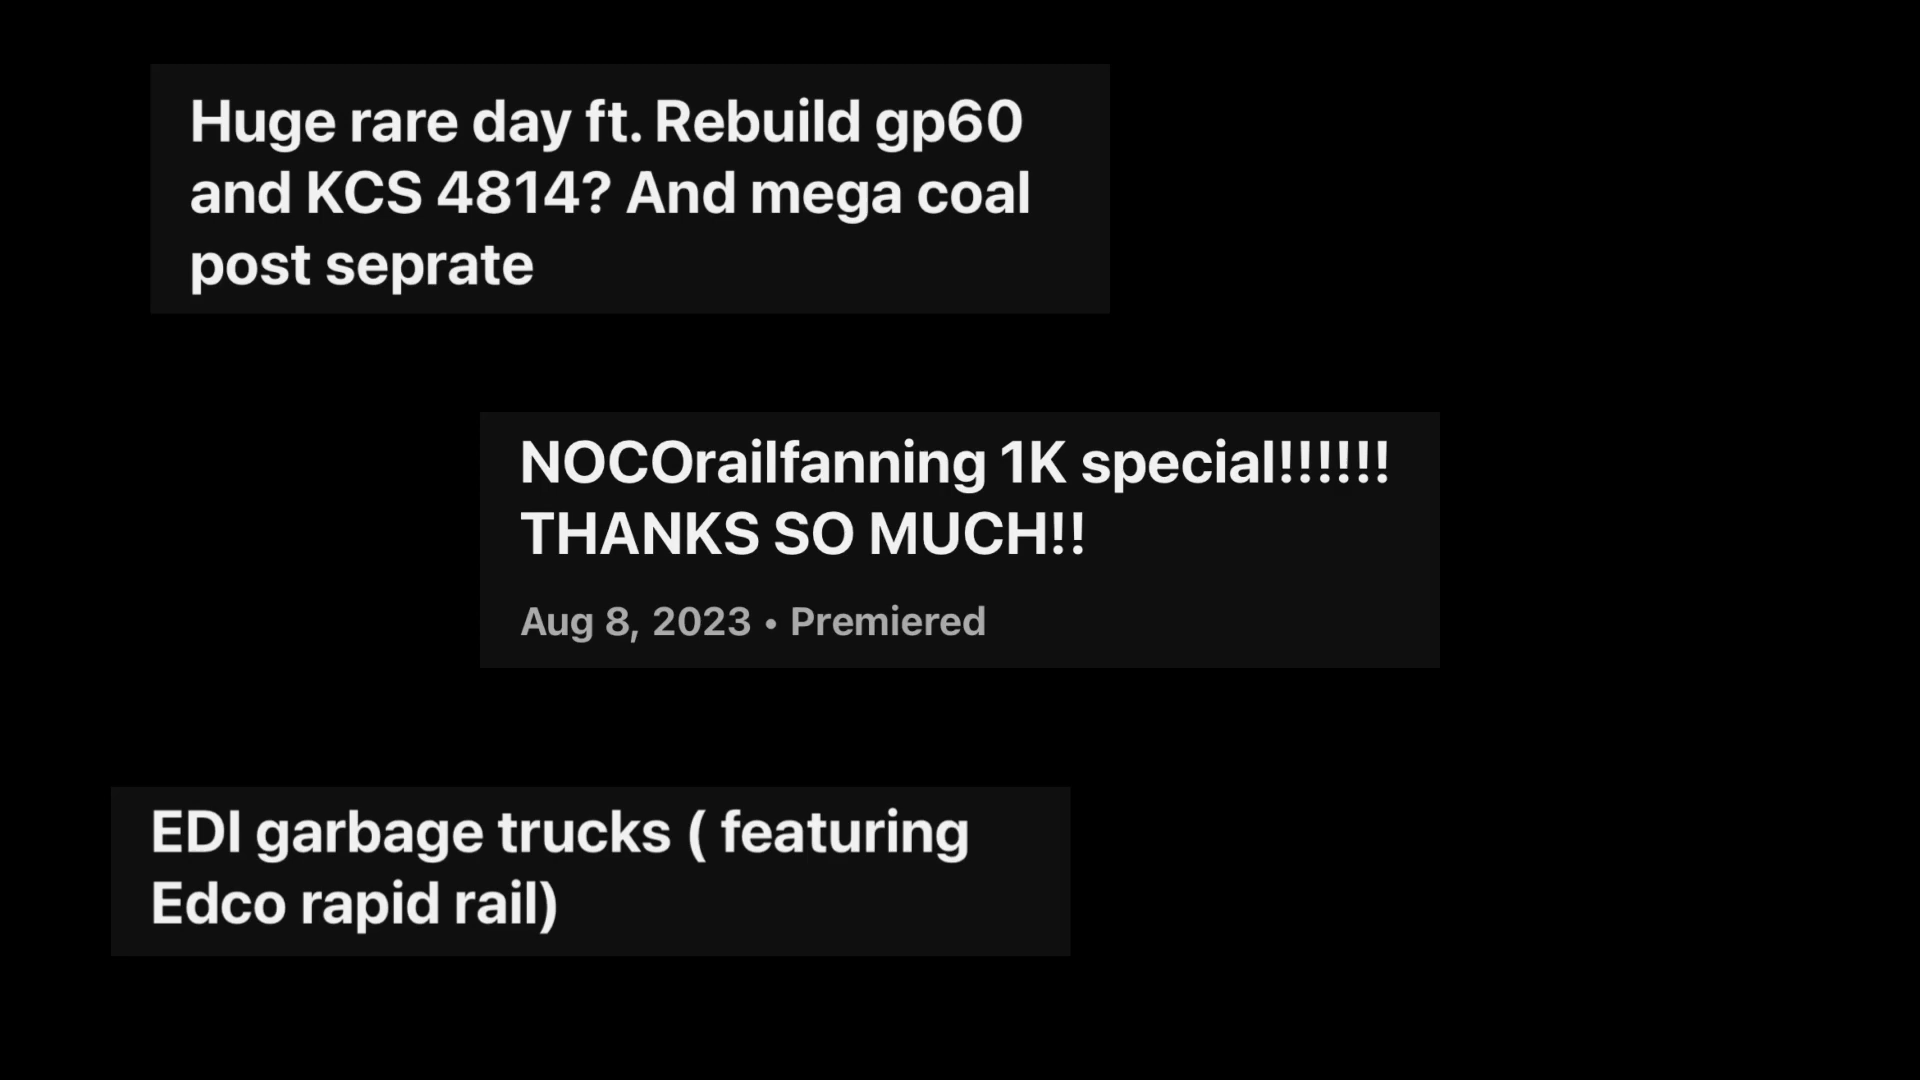 Huge rare day ft. Rebuild gp60
and KCS 4814? And mega coal
post seprate
NOCOrailfanning 1K special!!!!!!
THANKS SO MUCH!!
Aug 8, 2023 • Premiered
EDI garbage trucks ( featuring
Edco rapid rail)